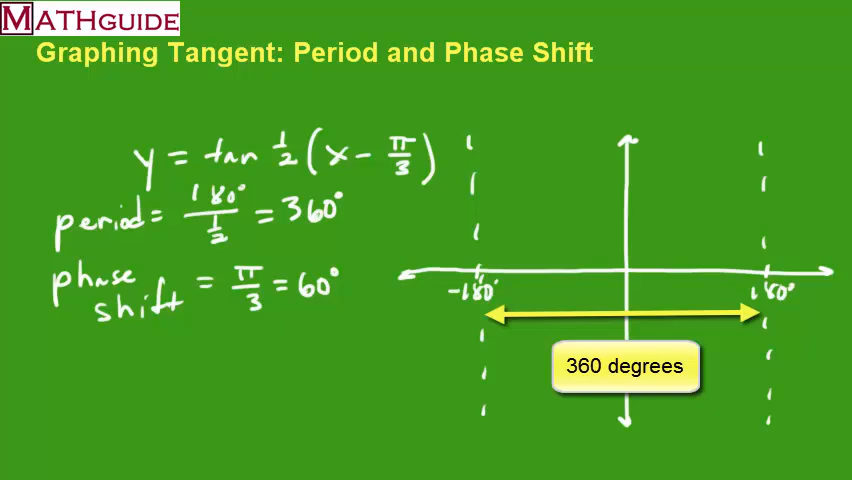 MATHGUIDE
Graphing Tangent: Period and Phase Shift
y = tan 1/2 (x - π/3)
period = 180°/(1/2) = 360°
phase shift = π/3 = 60°
-180° 180°
360 degrees